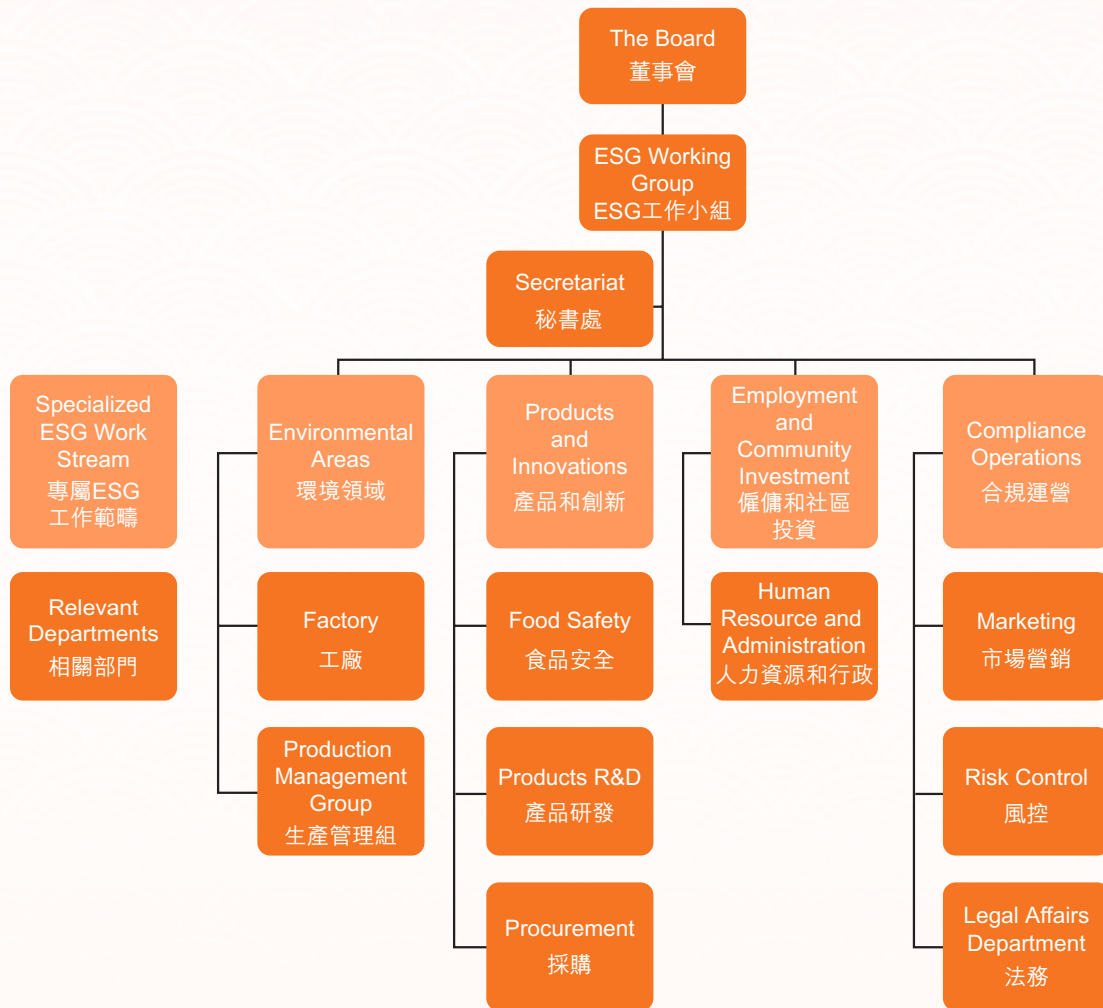 The Board
董事會
ESG Working
Group
ESG工作小組
Secretariat
秘書處
Specialized
ESG Work
Stream
專屬ESG
工作範疇
Environmental
Areas
環境領域
Products
and
Innovations
產品和創新
Employment
and
Community
Investment
僱傭和社區
投資
Compliance
Operations
合規運營
Relevant
Departments
相關部門
Factory
工廠
Food Safety
食品安全
Human
Resource and
Administration
人力資源和行政
Marketing
市場營銷
Production
Management
Group
生產管理組
Products R&D
產品研發
Risk Control
風控
Procurement
採購
Legal Affairs
Department
法務